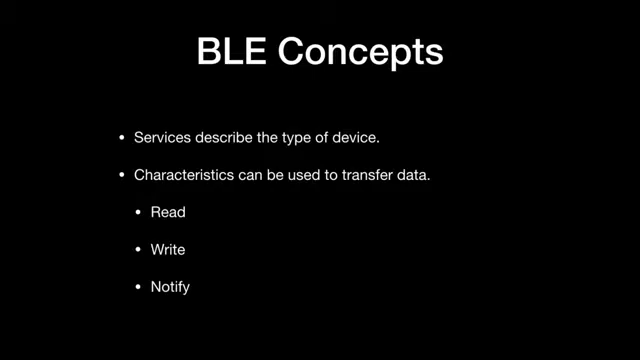 BLE Concepts
• Services describe the type of device.
• Characteristics can be used to transfer data.
• Read
• Write
• Notify